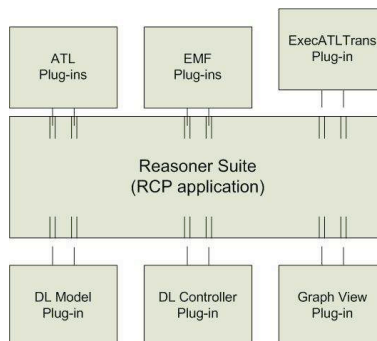 ATL
Plug-ins
EMF
Plug-ins
ExecATLTrans
Plug-in
Reasoner Suite
(RCP application)
DL Model
Plug-in
DL Controller
Plug-in
Graph View
Plug-in